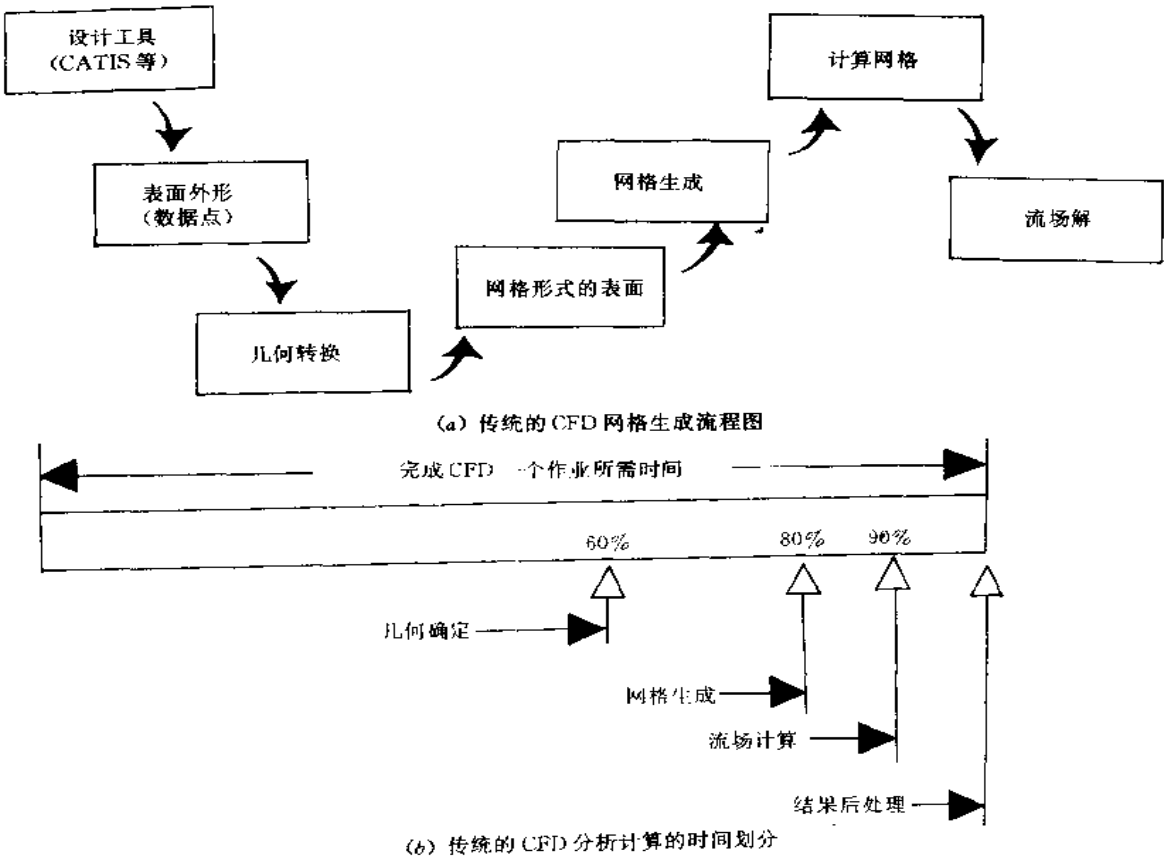 设计工具
(CATIS 等)
表面外形
(数据点)
几何转换
网格形式的表面
网格生成
计算网格
流场解
(a) 传统的 CFD 网格生成流程图
完成CFD 一个作业所需时间
60%
80%
90%
几何确定
网格生成
流场计算
结果后处理
(b) 传统的 CFD 分析计算的时间划分